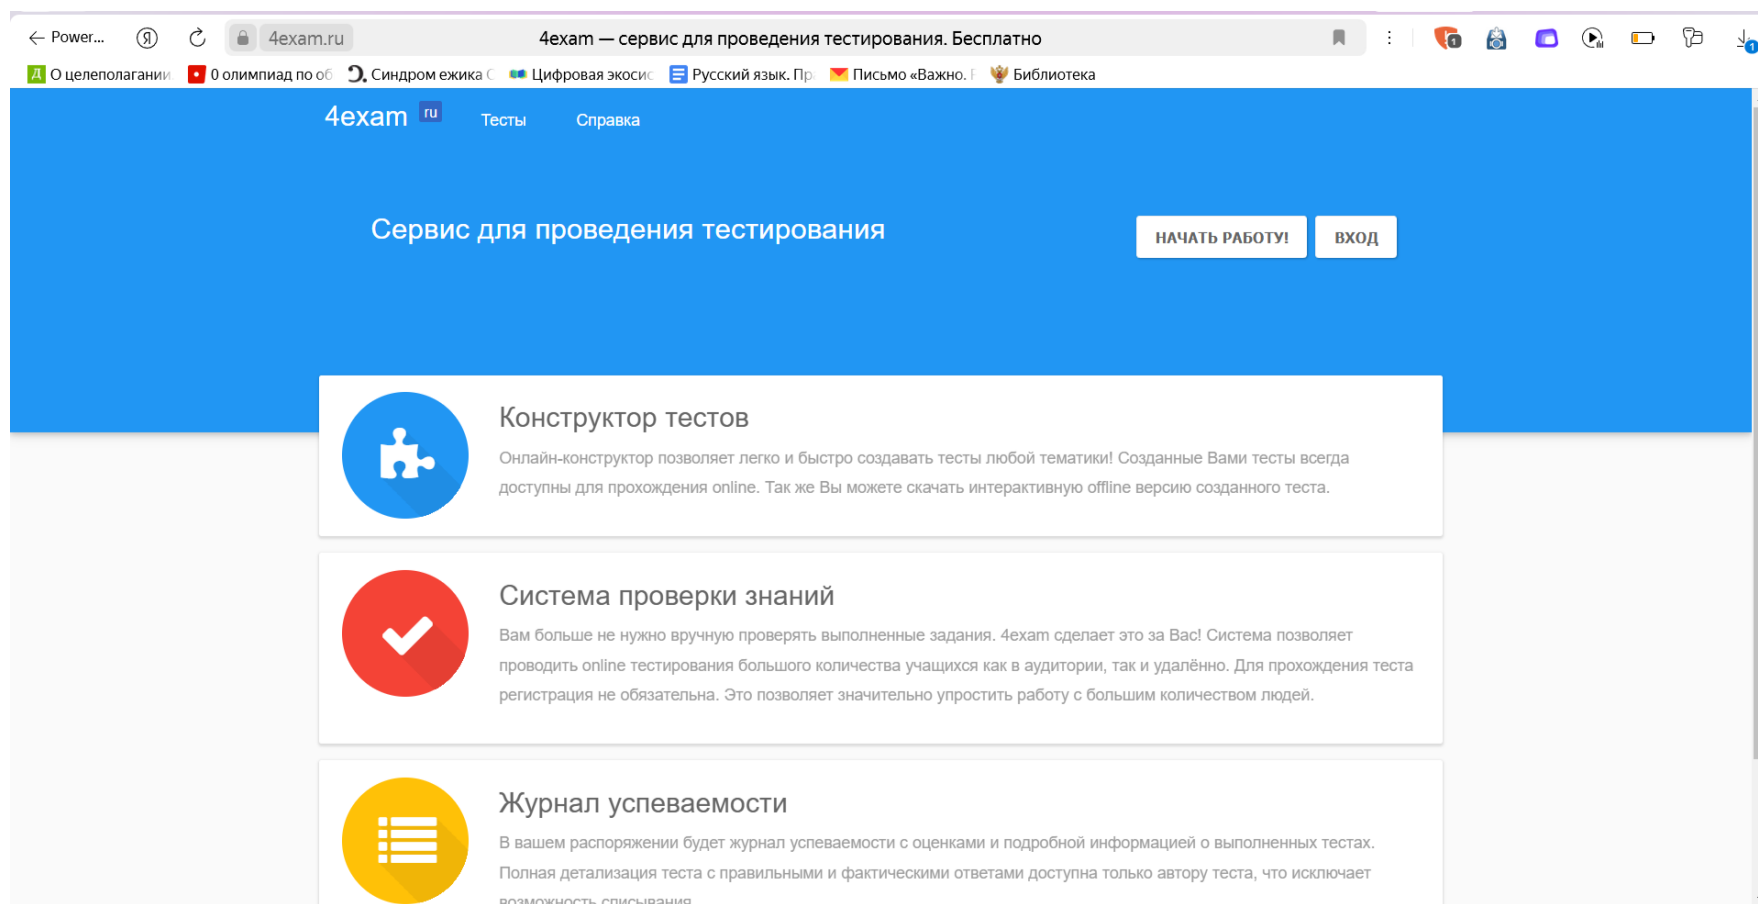 Power...
4exam.ru
4exam — сервис для проведения тестирования. Бесплатно
О целеполагании
0 олимпиад по об
Синдром ежика
Цифровая экосис
Русский язык. Пр
Письмо «Важно.
Библиотека
4exam ru Тесты Справка
Сервис для проведения тестирования
НАЧАТЬ РАБОТУ! ВХОД
Конструктор тестов
Онлайн-конструктор позволяет легко и быстро создавать тесты любой тематики! Созданные Вами тесты всегда
доступны для прохождения online. Так же Вы можете скачать интерактивную offline версию созданного теста.
Система проверки знаний
Вам больше не нужно вручную проверять выполненные задания. 4exam сделает это за Вас! Система позволяет
проводить online тестирования большого количества учащихся как в аудитории, так и удалённо. Для прохождения теста
регистрация не обязательна. Это позволяет значительно упростить работу с большим количеством людей.
Журнал успеваемости
В вашем распоряжении будет журнал успеваемости с оценками и подробной информацией о выполненных тестах.
Полная детализация теста с правильными и фактическими ответами доступна только автору теста, что исключает
возможность списывания.